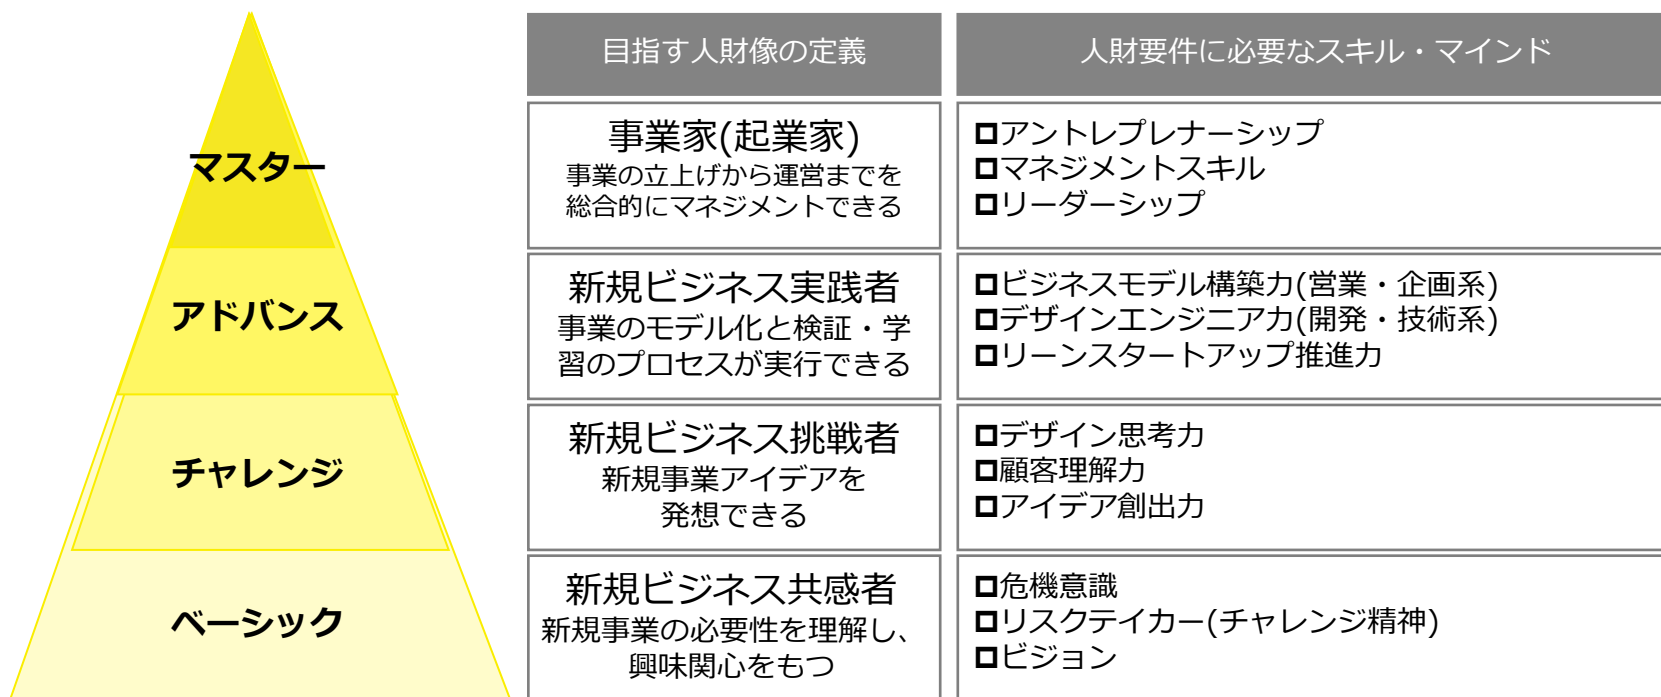 目指す人財像の定義
人財要件に必要なスキル・マインド
マスター
事業家(起業家)
事業の立上げから運営までを
総合的にマネジメントできる
◘アントレプレナーシップ
◘マネジメントスキル
◘リーダーシップ
アドバンス
新規ビジネス実践者
事業のモデル化と検証・学
習のプロセスが実行できる
◘ビジネスモデル構築力(営業・企画系)
◘デザインエンジニア力(開発・技術系)
◘リーンスタートアップ推進力
チャレンジ
新規ビジネス挑戦者
新規事業アイデアを
発想できる
◘デザイン思考力
◘顧客理解力
◘アイデア創出力
ベーシック
新規ビジネス共感者
新規事業の必要性を理解し、
興味関心をもつ
◘危機意識
◘リスクテイカー(チャレンジ精神)
◘ビジョン